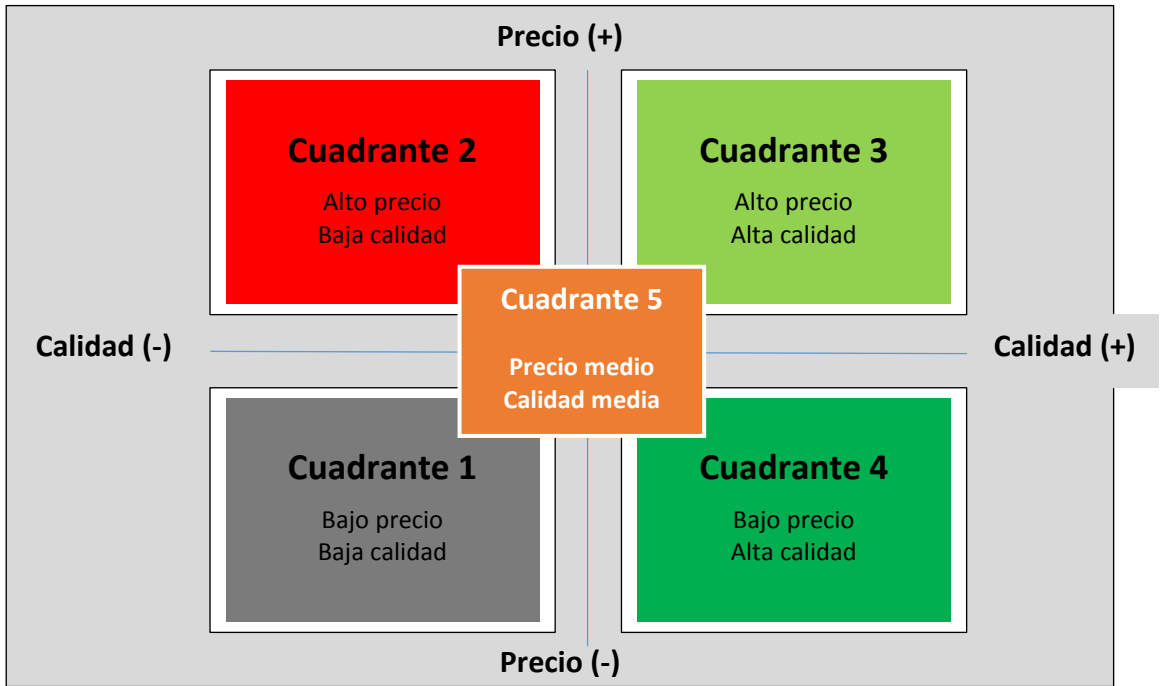 Precio (+)
Cuadrante 2
Alto precio
Baja calidad
Cuadrante 3
Alto precio
Alta calidad
Cuadrante 5
Precio medio
Calidad media
Calidad (-)
Calidad (+)
Cuadrante 1
Bajo precio
Baja calidad
Cuadrante 4
Bajo precio
Alta calidad
Precio (-)